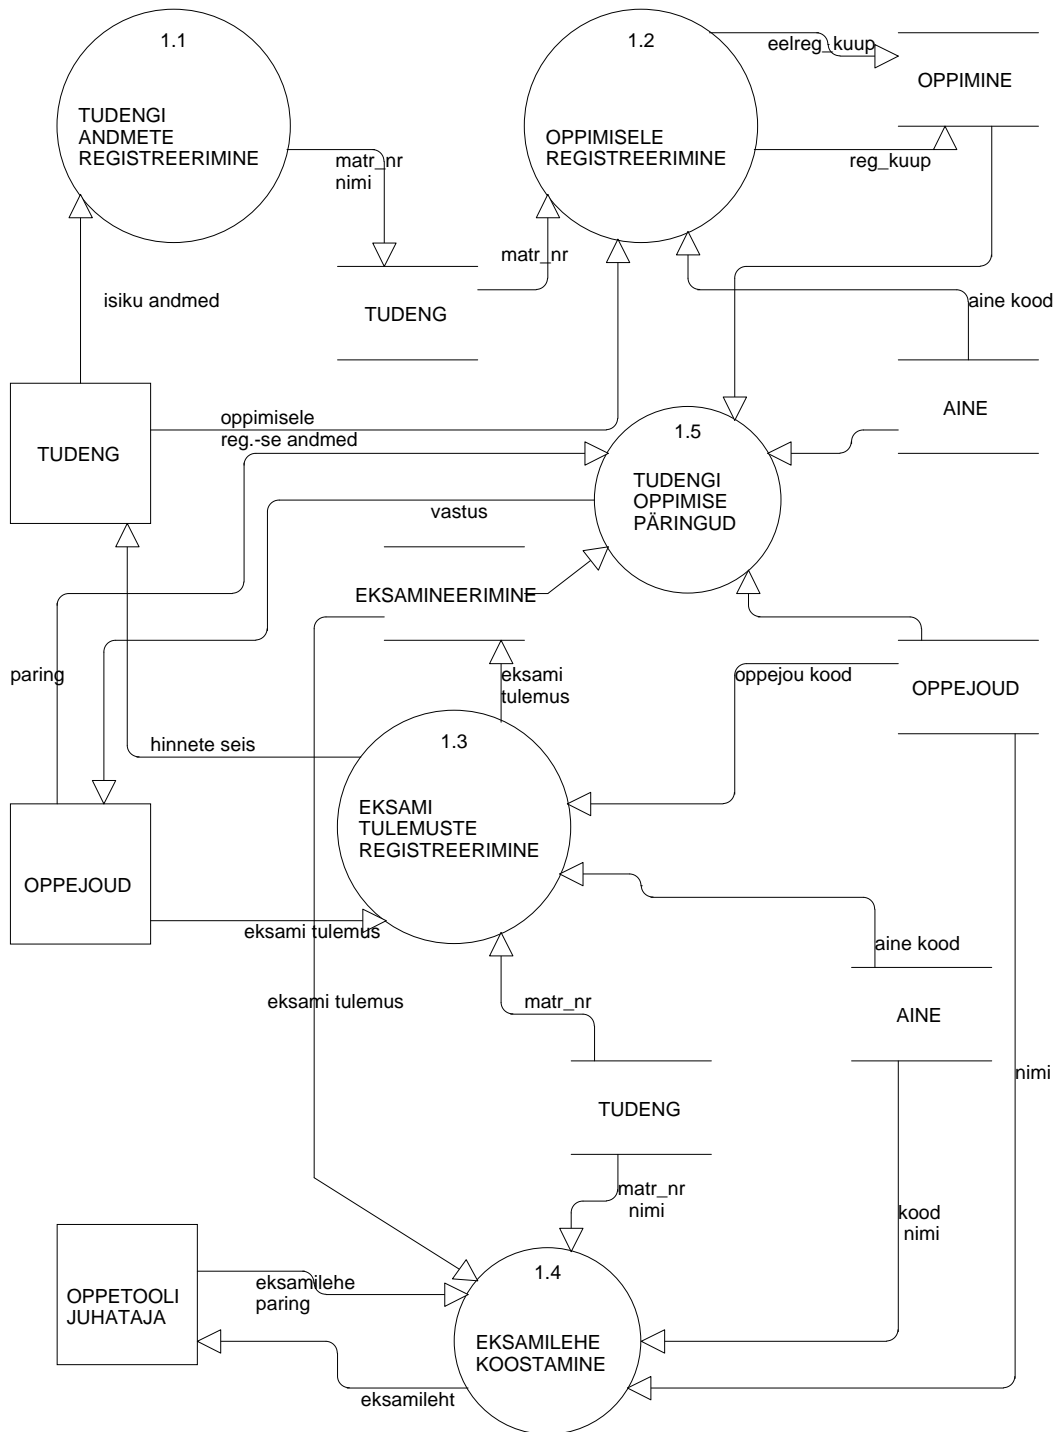 1.1
TUDENGI
ANDMETE
REGISTREERIMINE
1.2
OPPIMISELE
REGISTREERIMINE
eelreg_kuup
OPPIMINE
matr_nr
nimi
reg_kuup
matr_nr
isiku andmed
TUDENG
aine kood
TUDENG
oppimisele
reg.-se andmed
AINE
1.5
TUDENGI
OPPIMISE
PÄRINGUD
vastus
EKSAMINEERIMINE
paring
eksami
tulemus
oppejou kood
OPPEJOUD
hinnete seis
1.3
EKSAMI
TULEMUSTE
REGISTREERIMINE
OPPEJOUD
eksami tulemus
aine kood
eksami tulemus
matr_nr
AINE
nimi
TUDENG
matr_nr
nimi
kood
nimi
OPPETOOLI
JUHATAJA
eksamilehe
paring
1.4
EKSAMILEHE
KOOSTAMINE
eksamileht